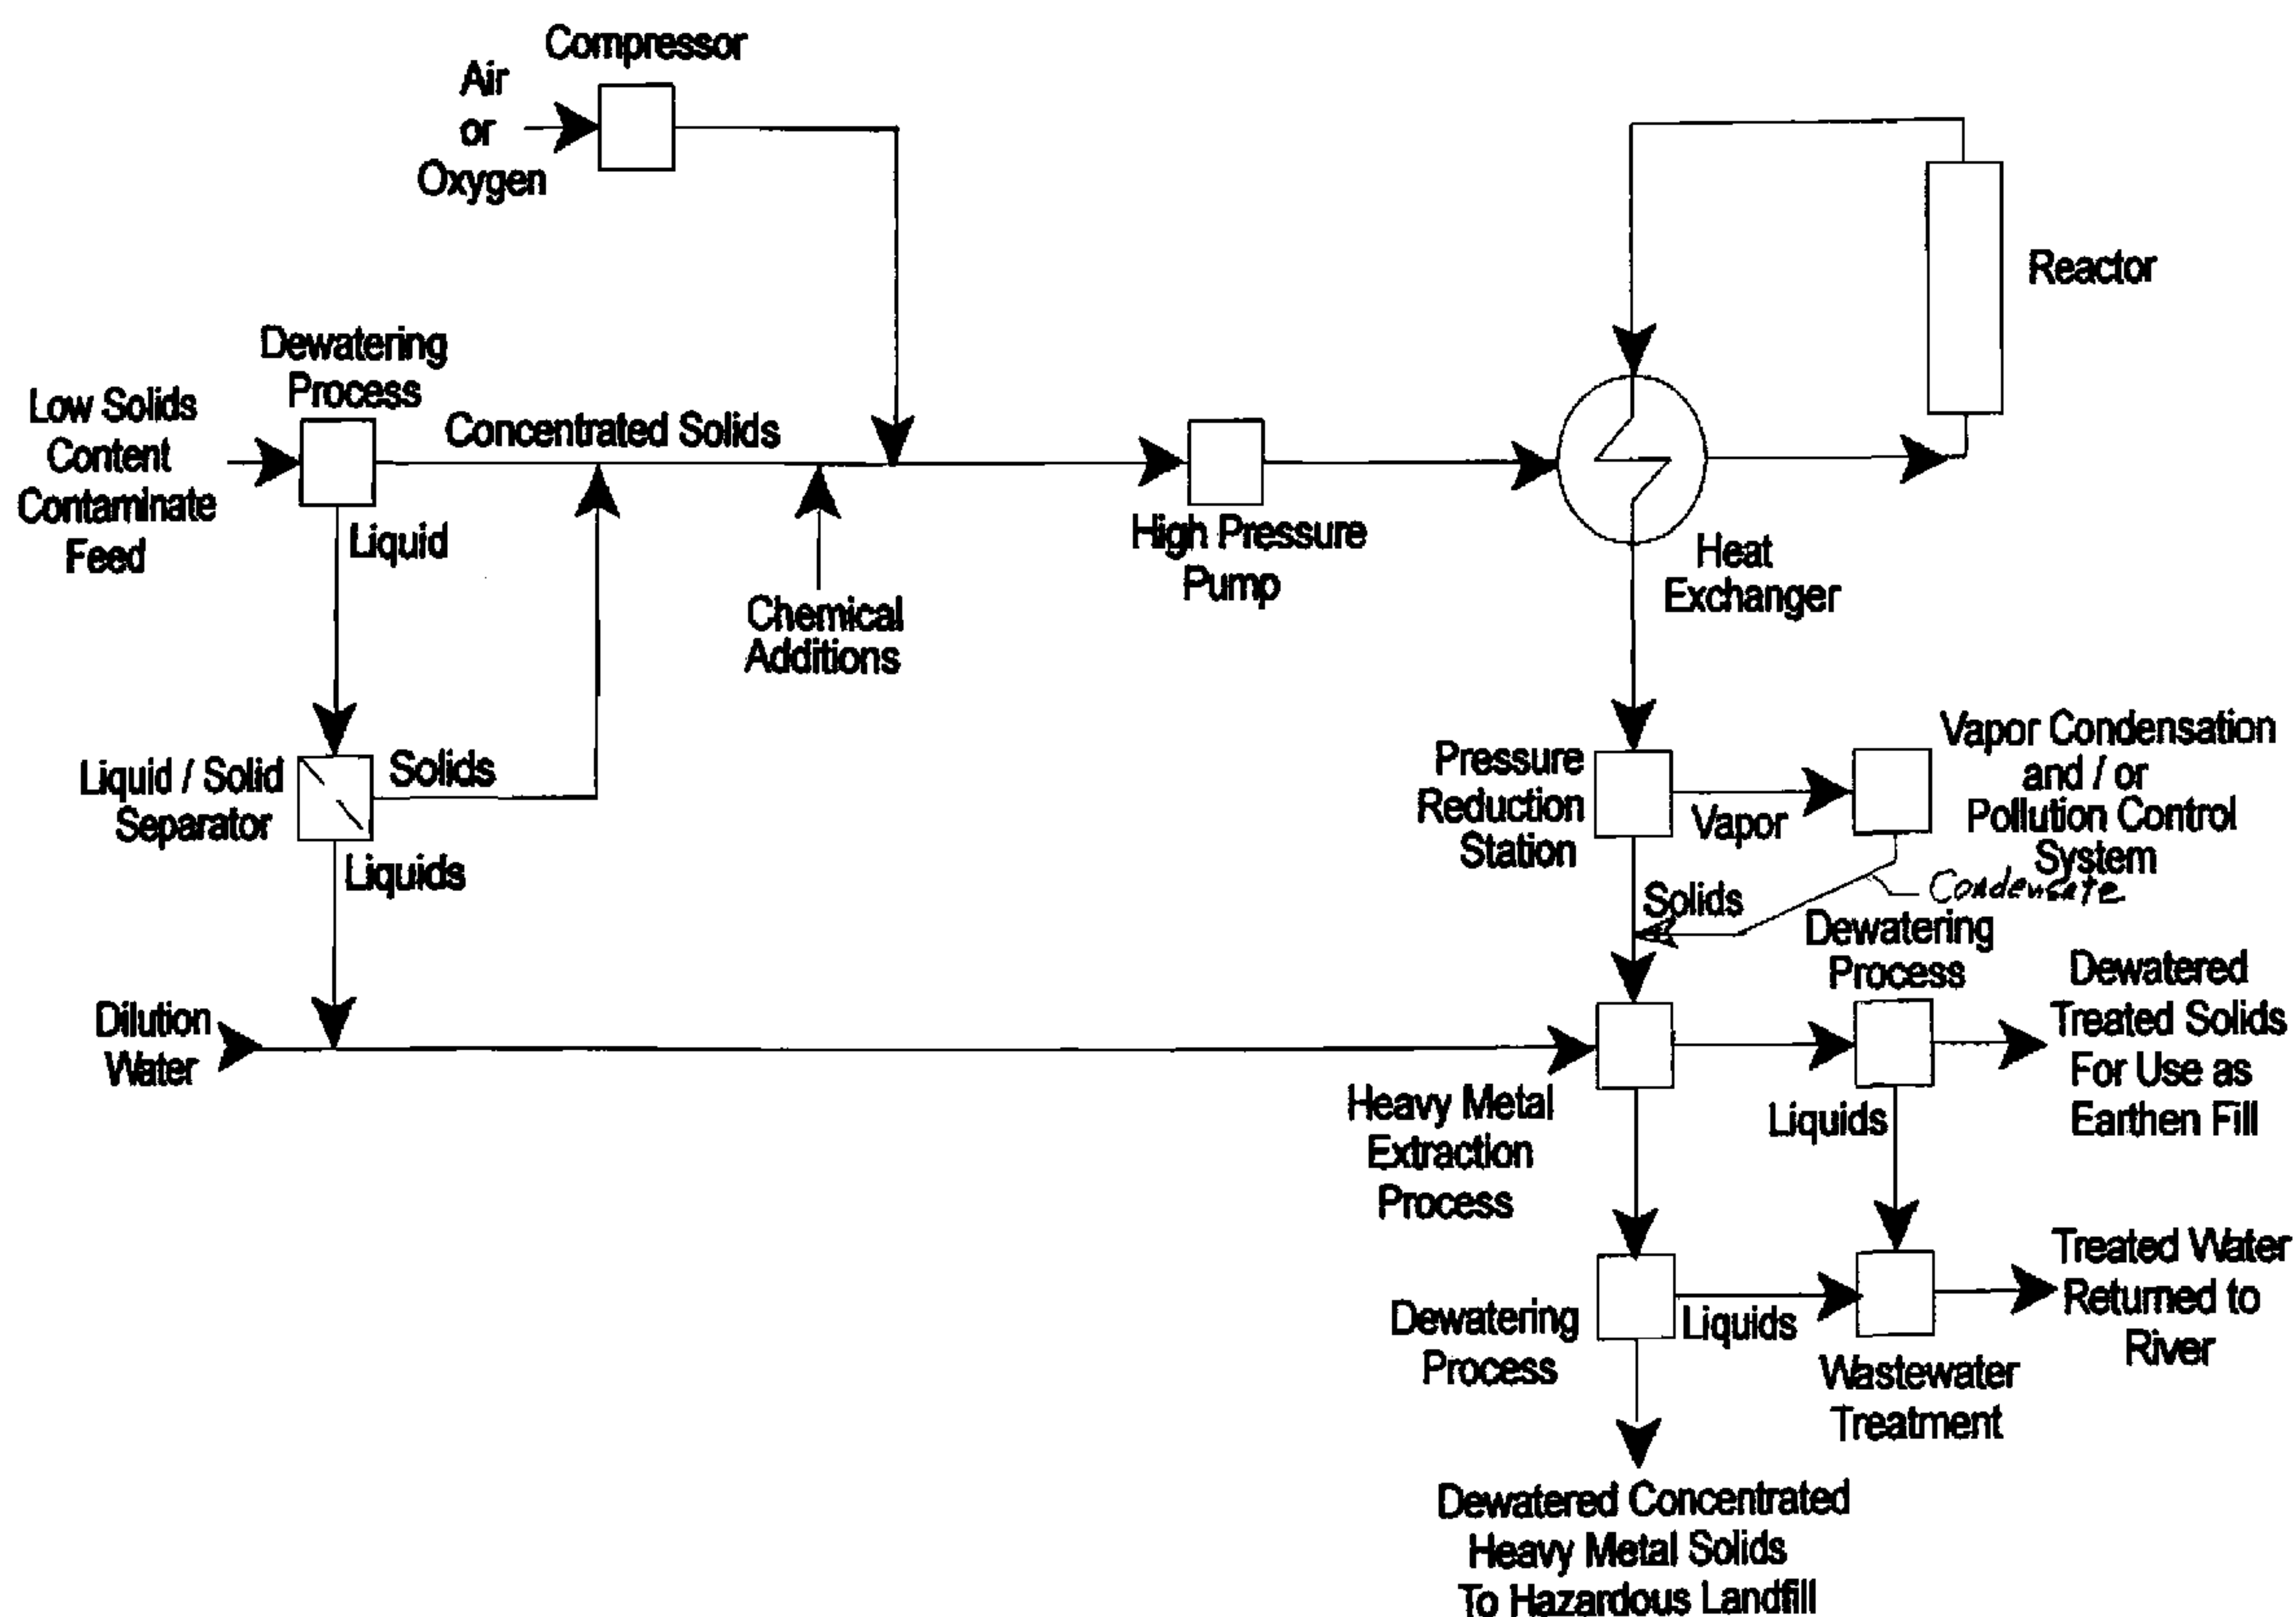 Compressor
Air
or
Oxygen
Reactor
Dewatering
Process
Low Solids
Content
Contaminate
Feed
Concentrated Solids
Liquid
High Pressure
Pump
Heat
Exchanger
Chemical
Additions
Liquid / Solid
Separator
Solids
Liquids
Pressure
Reduction
Station
Vapor
Vapor Condensation
and / or
Pollution Control
System
Solids
Condensate
Dewatering
Process
Dewatered
Treated Solids
For Use as
Earthen Fill
Dilution
Water
Heavy Metal
Extraction
Process
Liquids
Dewatering
Process
Liquids
Wastewater
Treatment
Treated Water
Returned to
River
Dewatered Concentrated
Heavy Metal Solids
To Hazardous Landfill